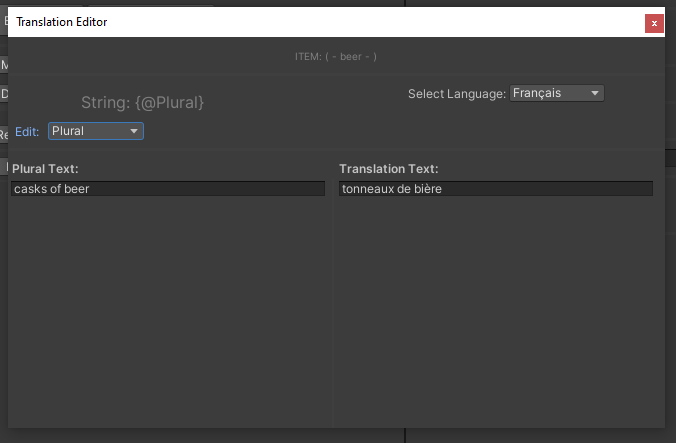 Translation Editor
x
ITEM: ( - beer - )
String: {@Plural}
Select Language: Français
Edit: Plural
Plural Text:
Translation Text:
casks of beer
tonneaux de bière